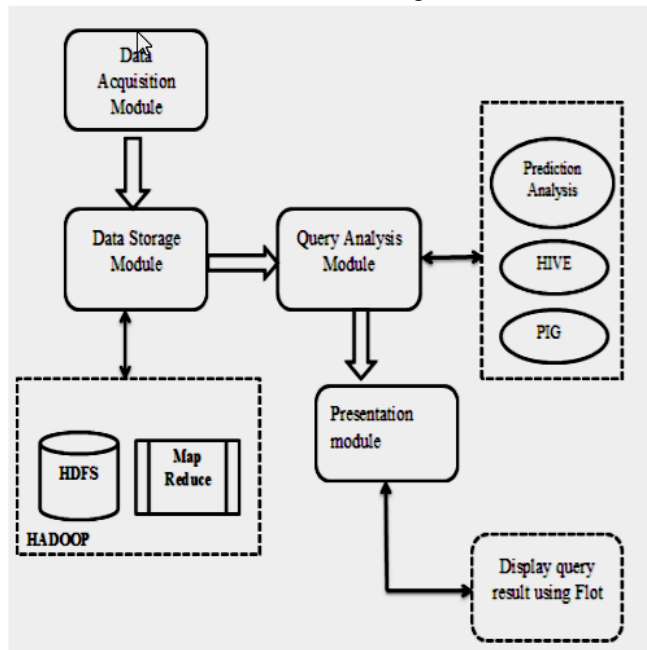 Data
Acquisition
Module
Data Storage
Module
Query Analysis
Module
Prediction
Analysis
HIVE
PIG
HDFS
Map
Reduce
HADOOP
Presentation
module
Display query
result using Flot